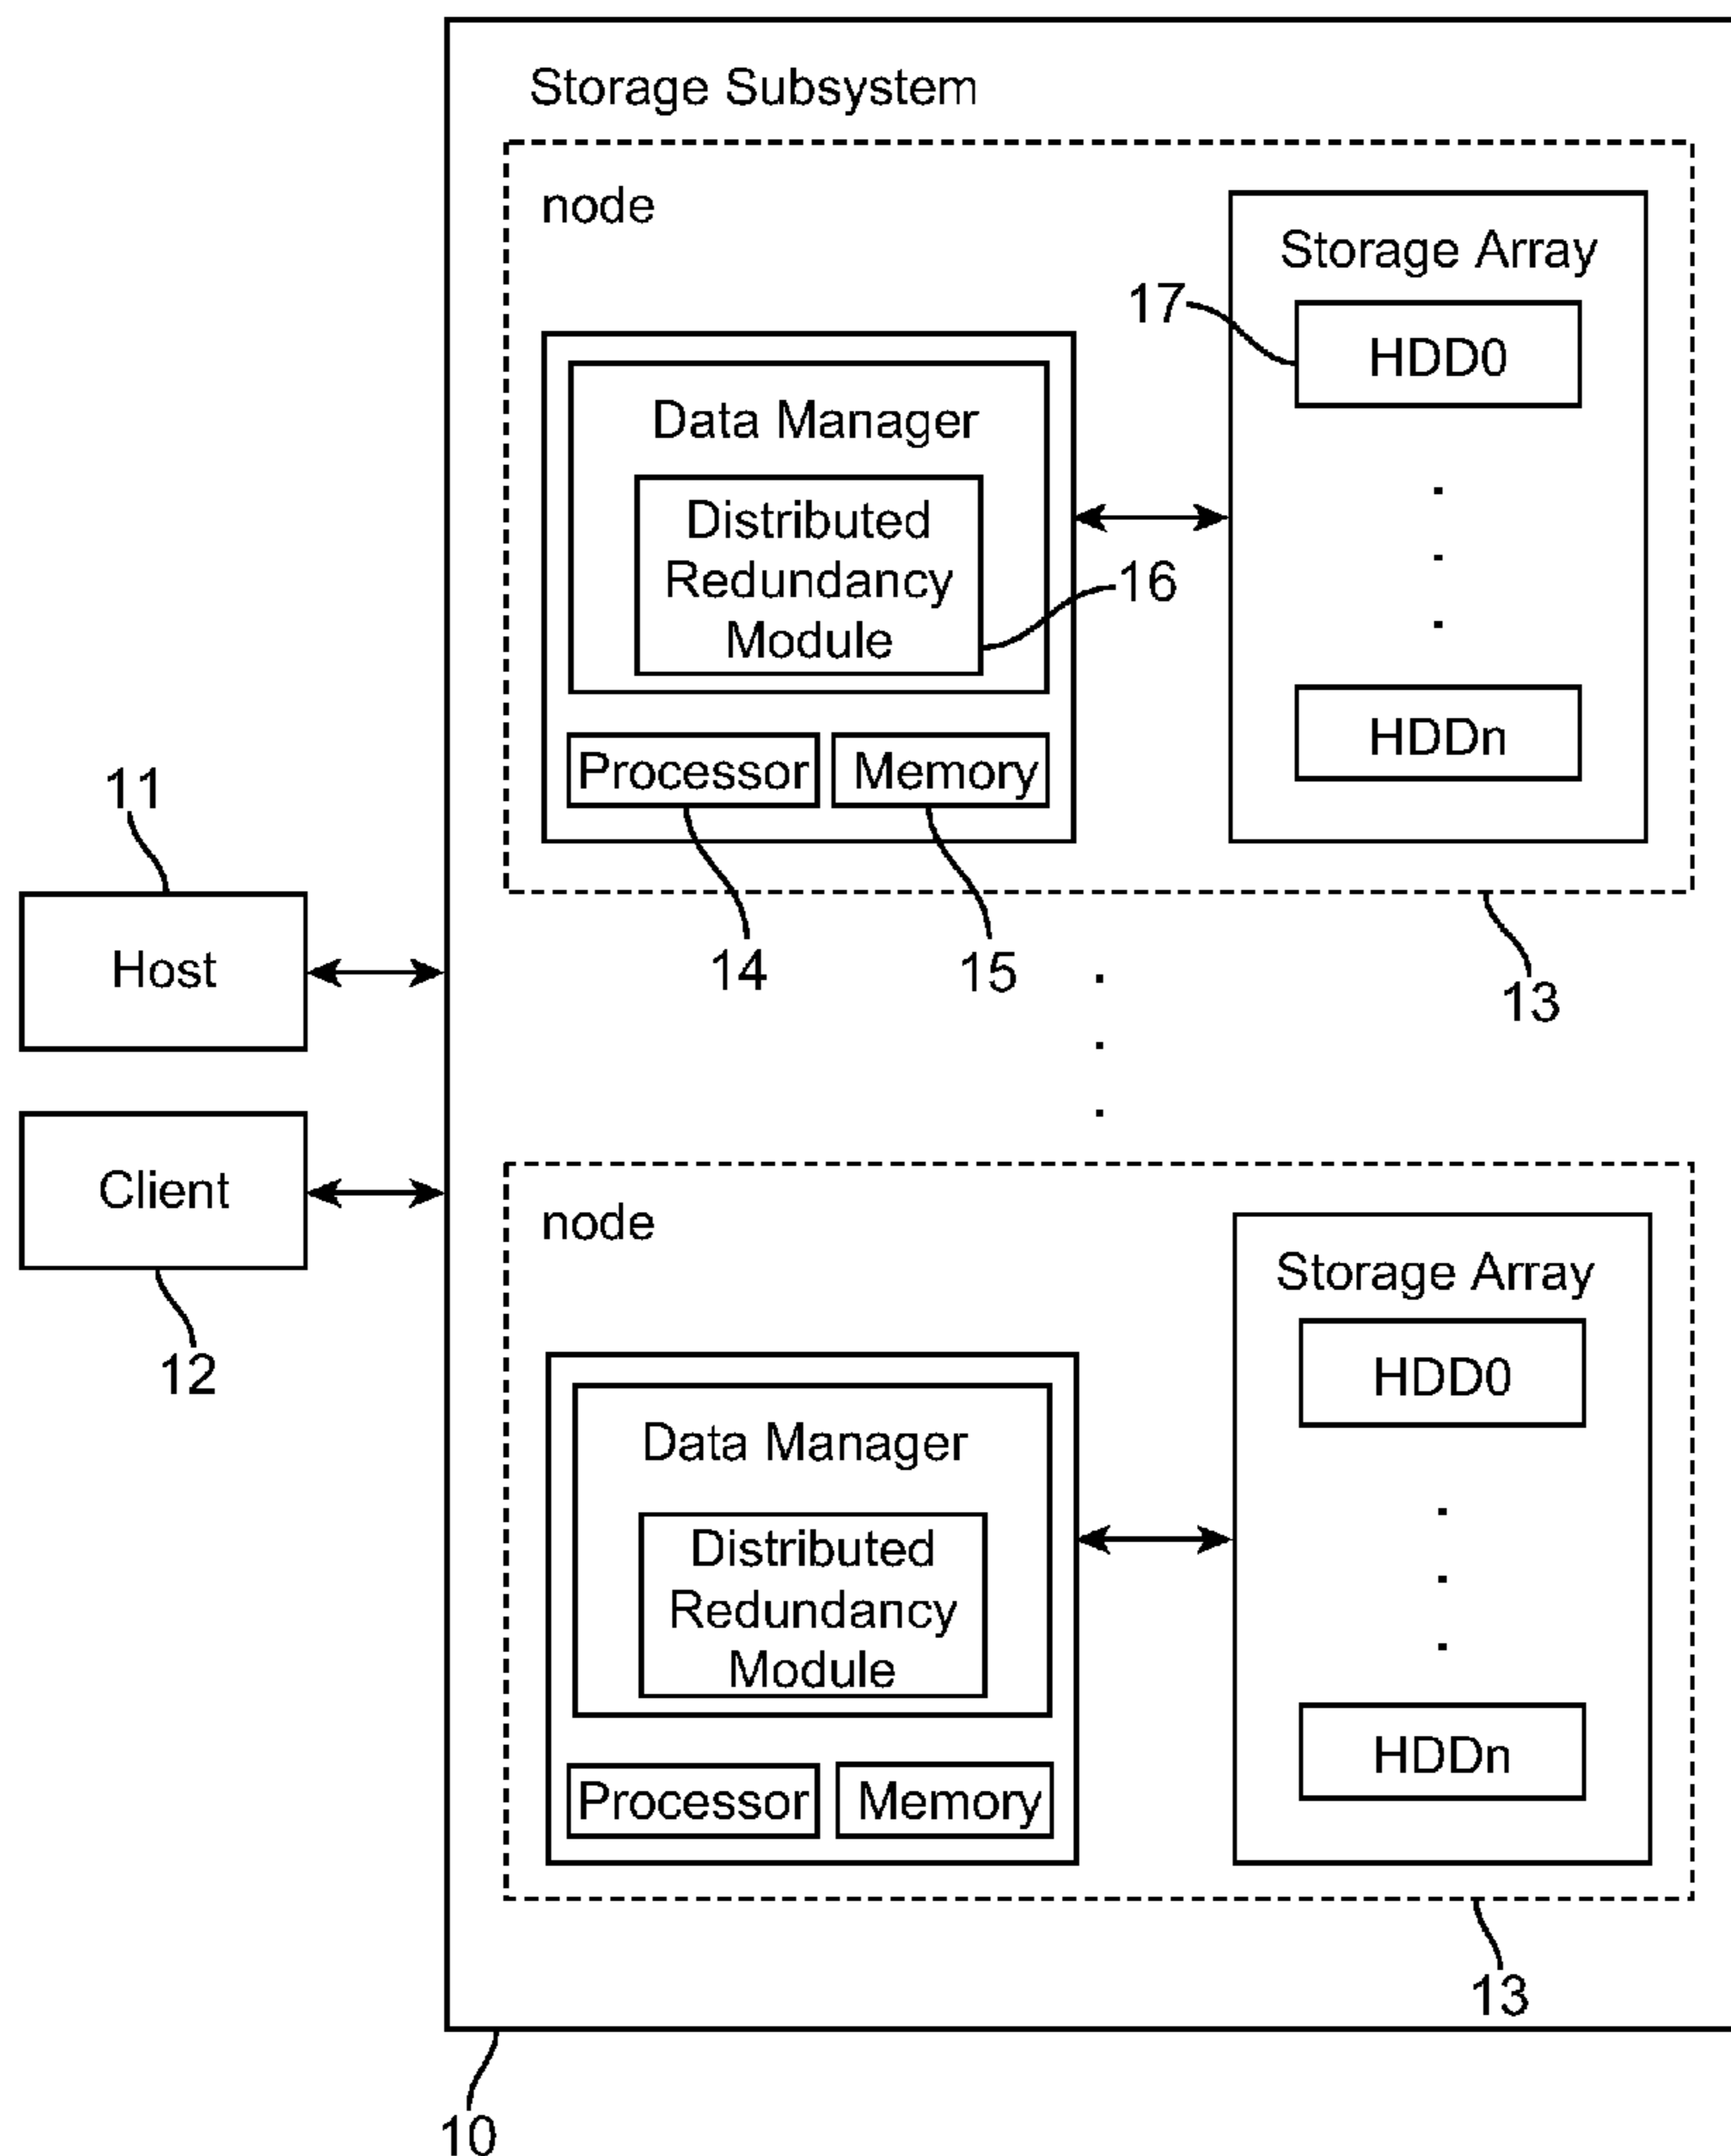 Storage Subsystem
node
Storage Array
17
HDD0
Data Manager
Distributed
Redundancy
Module
16
.
.
.
HDDn
Processor
Memory
11
Host
14
15
13
.
.
.
Client
12
node
Storage Array
HDD0
Data Manager
Distributed
Redundancy
Module
.
.
.
HDDn
Processor
Memory
13
10